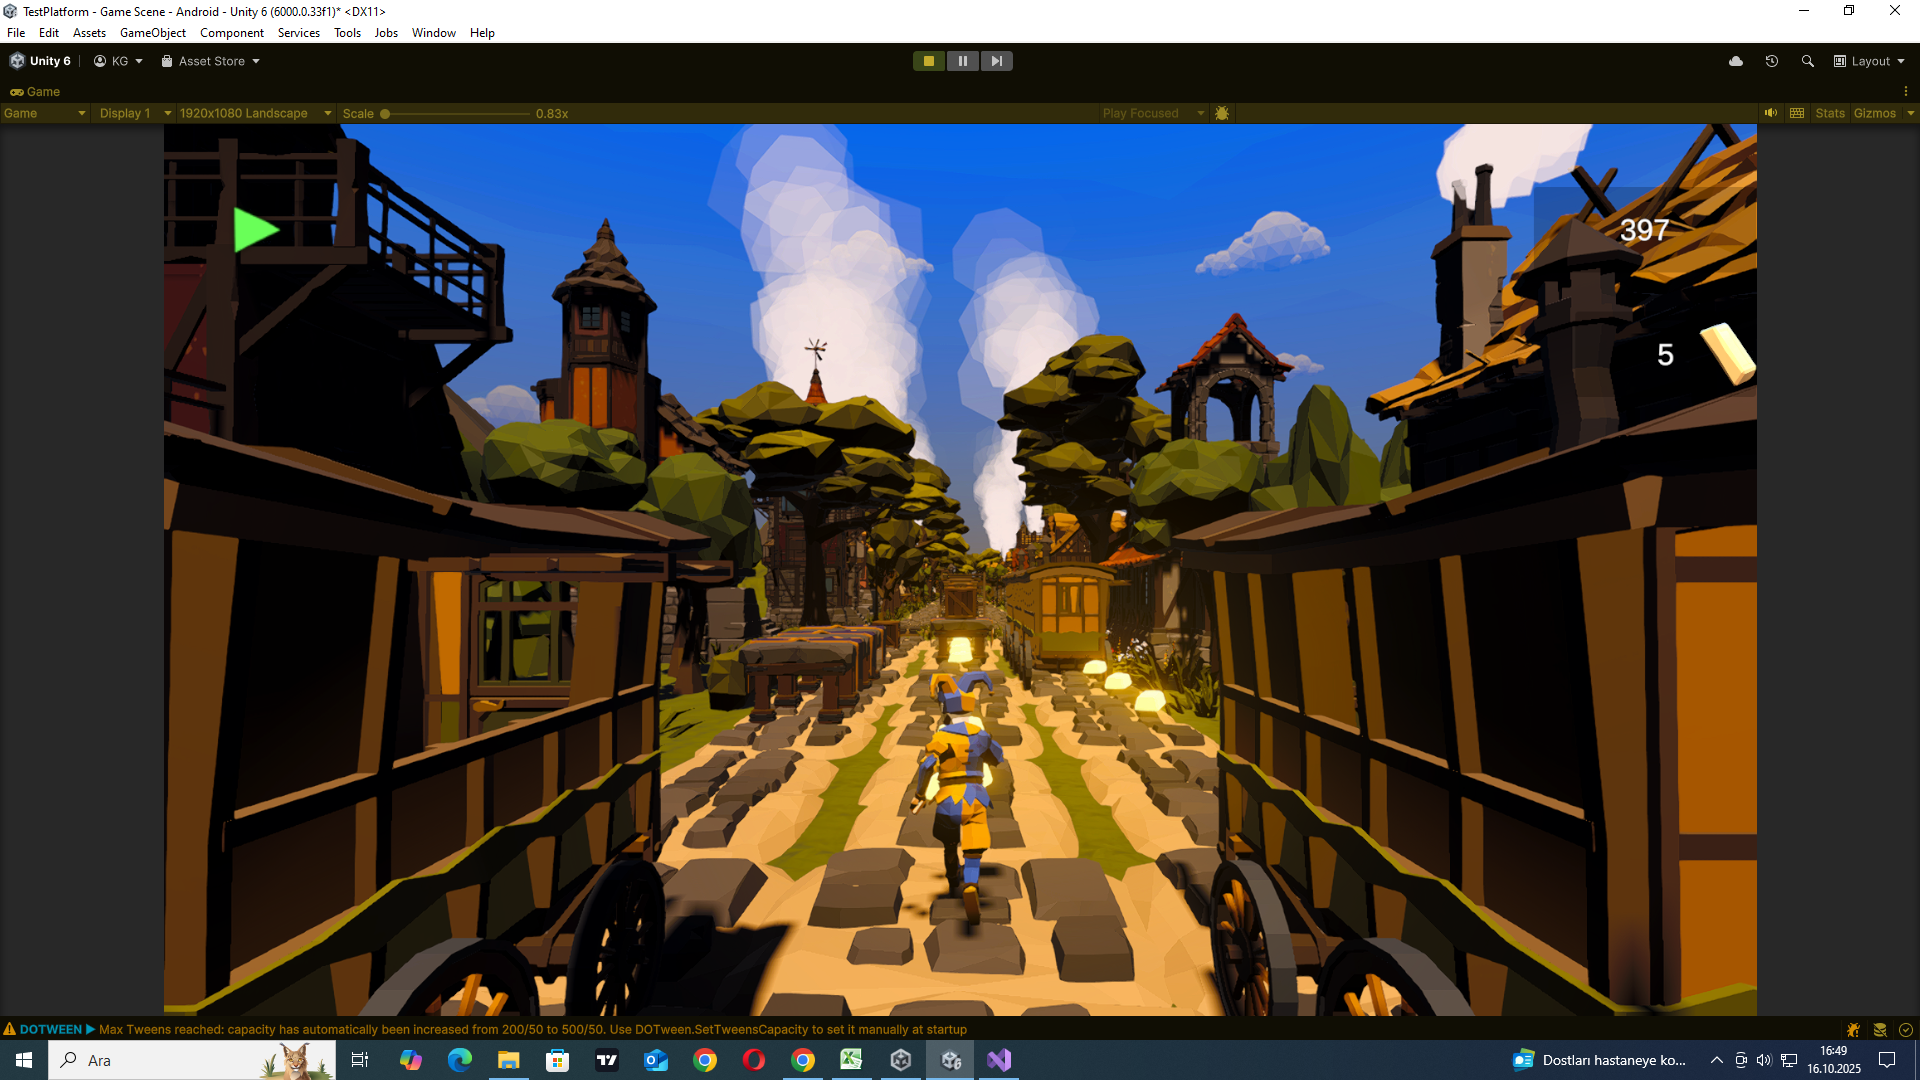 TestPlatform - Game Scene - Android - Unity 6 (6000.0.33f1)* <DX11>
File Edit Assets GameObject Component Services Tools Jobs Window Help
Unity 6 KG Asset Store Layout
Game
Game Display 1 1920x1080 Landscape Scale 0.83x Play Focused Stats Gizmos
397
5
DOTWEEN ► Max Tweens reached: capacity has automatically been increased from 200/50 to 500/50. Use DOTween.SetTweensCapacity to set it manually at startup
Ara Dostları hastaneye ko... 16:49
16.10.2025